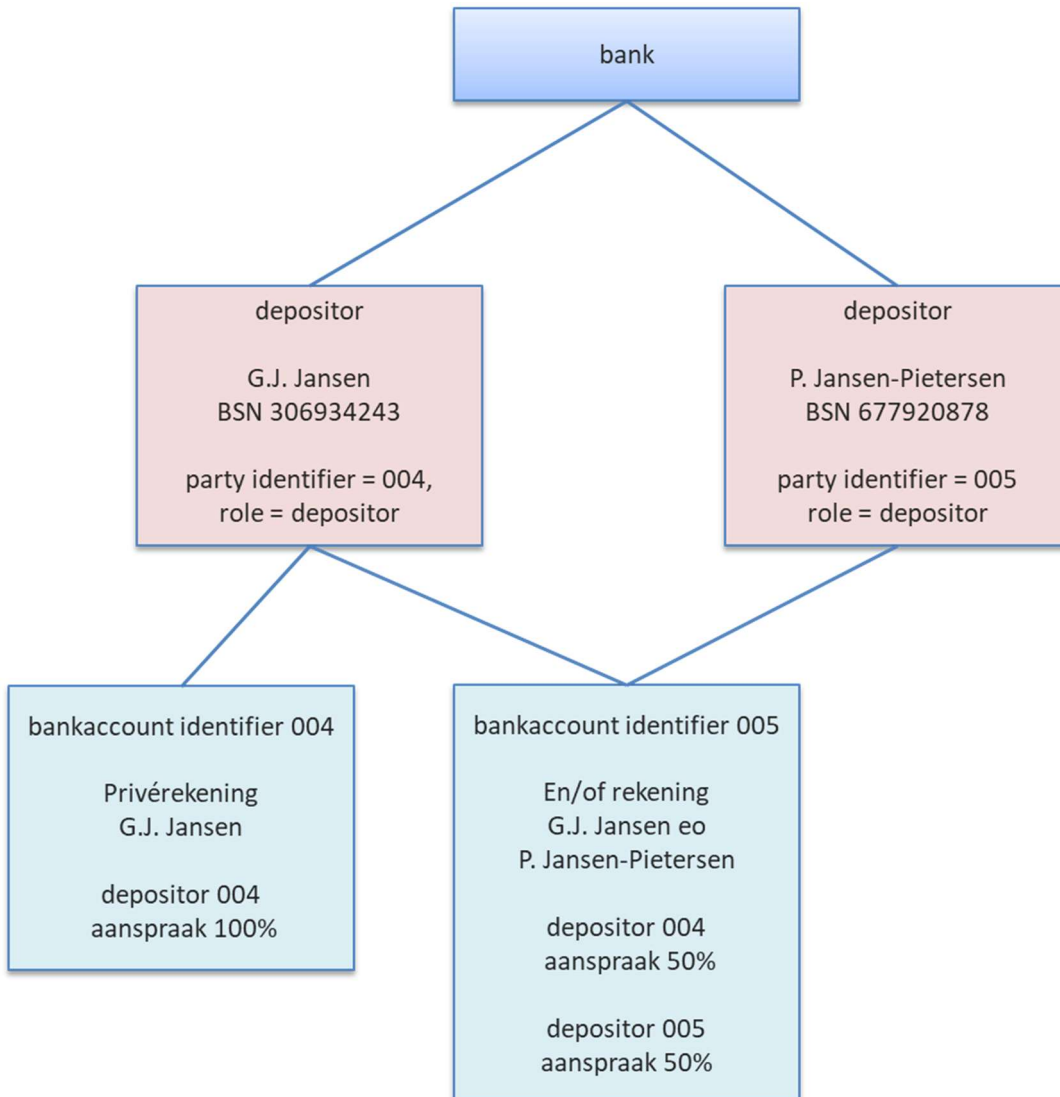 bank
depositor
G.J. Jansen
BSN 306934243
party identifier = 004,
role = depositor
depositor
P. Jansen-Pietersen
BSN 677920878
party identifier = 005
role = depositor
bankaccount identifier 004
Privérekening
G.J. Jansen
depositor 004
aanspraak 100%
bankaccount identifier 005
En/of rekening
G.J. Jansen eo
P. Jansen-Pietersen
depositor 004
aanspraak 50%
depositor 005
aanspraak 50%